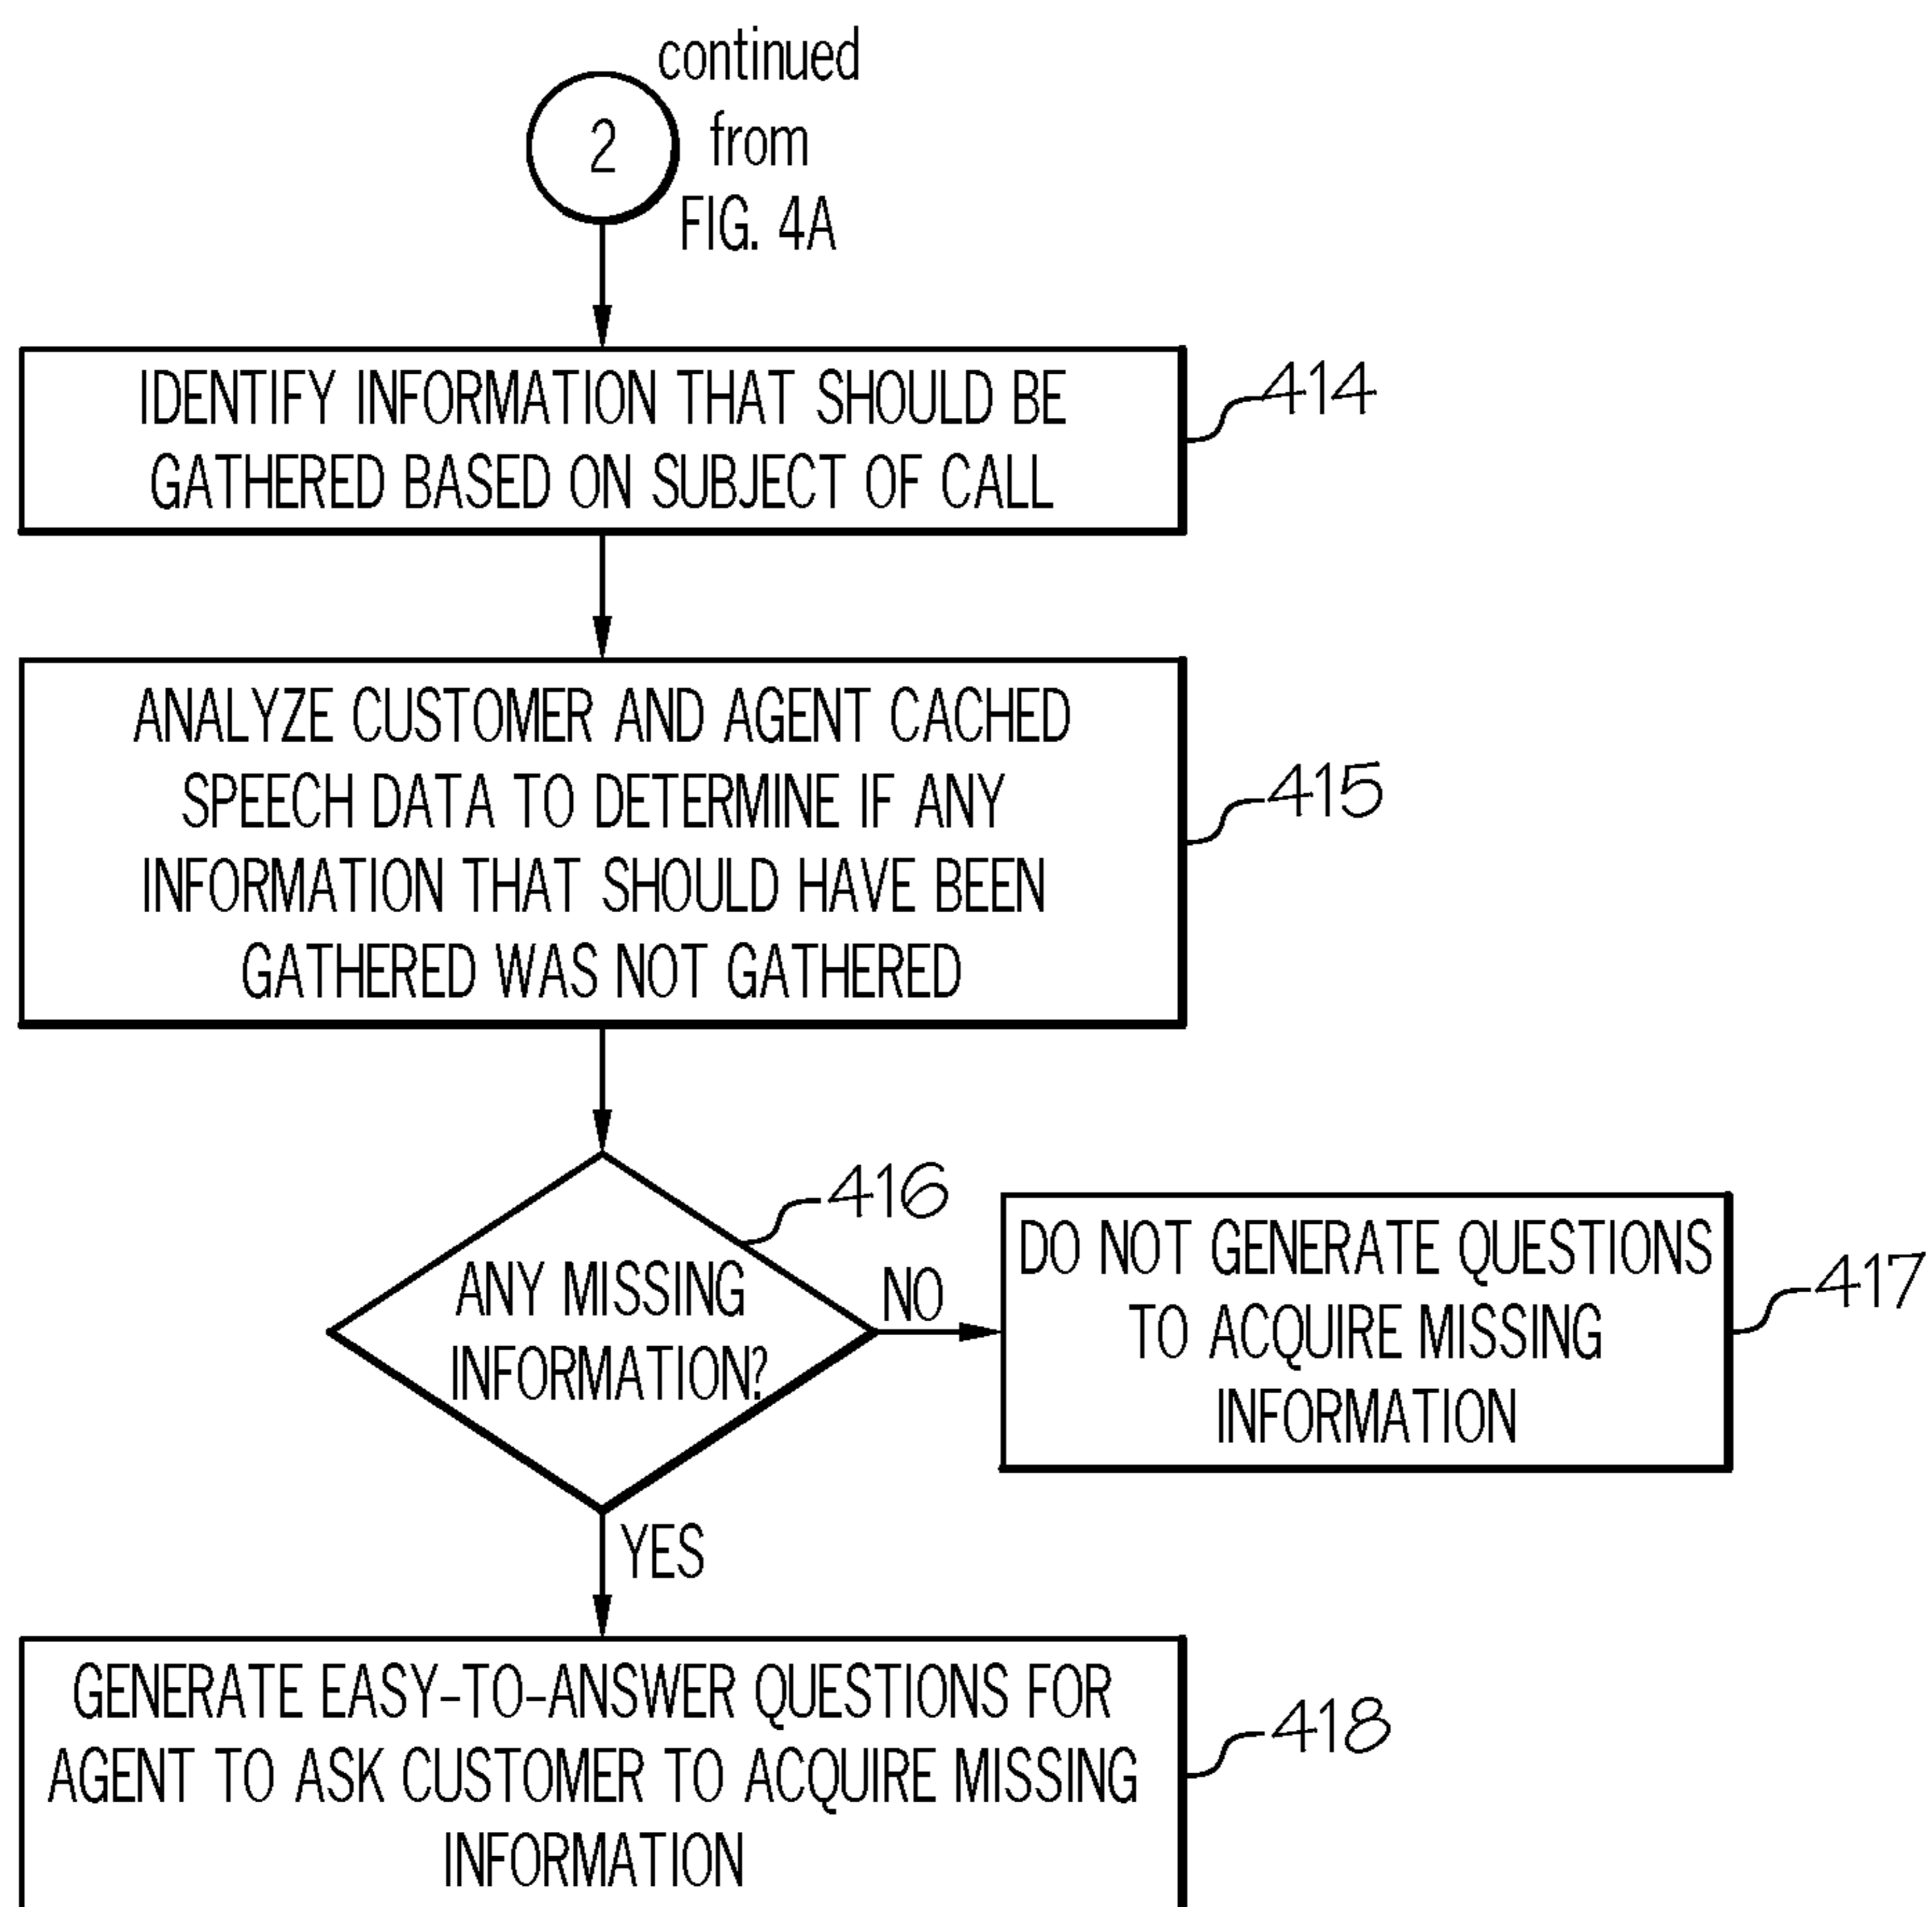 continued
from
FIG. 4A
2
IDENTIFY INFORMATION THAT SHOULD BE
GATHERED BASED ON SUBJECT OF CALL
414
ANALYZE CUSTOMER AND AGENT CACHED
SPEECH DATA TO DETERMINE IF ANY
INFORMATION THAT SHOULD HAVE BEEN
GATHERED WAS NOT GATHERED
415
ANY MISSING
INFORMATION?
416
NO
DO NOT GENERATE QUESTIONS
TO ACQUIRE MISSING
INFORMATION
417
YES
GENERATE EASY-TO-ANSWER QUESTIONS FOR
AGENT TO ASK CUSTOMER TO ACQUIRE MISSING
INFORMATION
418